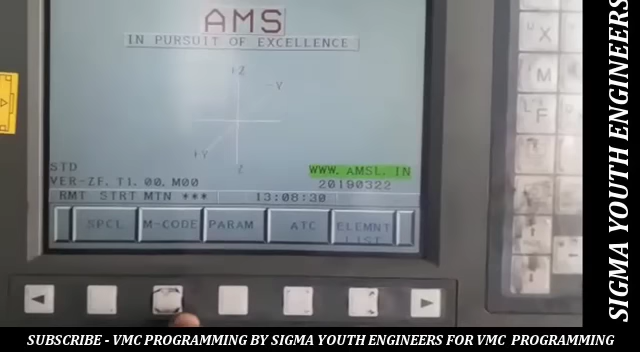 AMS
IN PURSUIT OF EXCELLENCE
+Z
-Y
+Y
Z
STD
WWW. AMSL. IN
VER-ZF. T1. 00. M00
20190322
RMT STRT MTN *** 13:08:30
SPCL M-CODE PARAM ATC ELEMNT LIST
X
M
F
SIGMA YOUTH ENGINEERS
SUBSCRIBE - VMC PROGRAMMING BY SIGMA YOUTH ENGINEERS FOR VMC PROGRAMMING